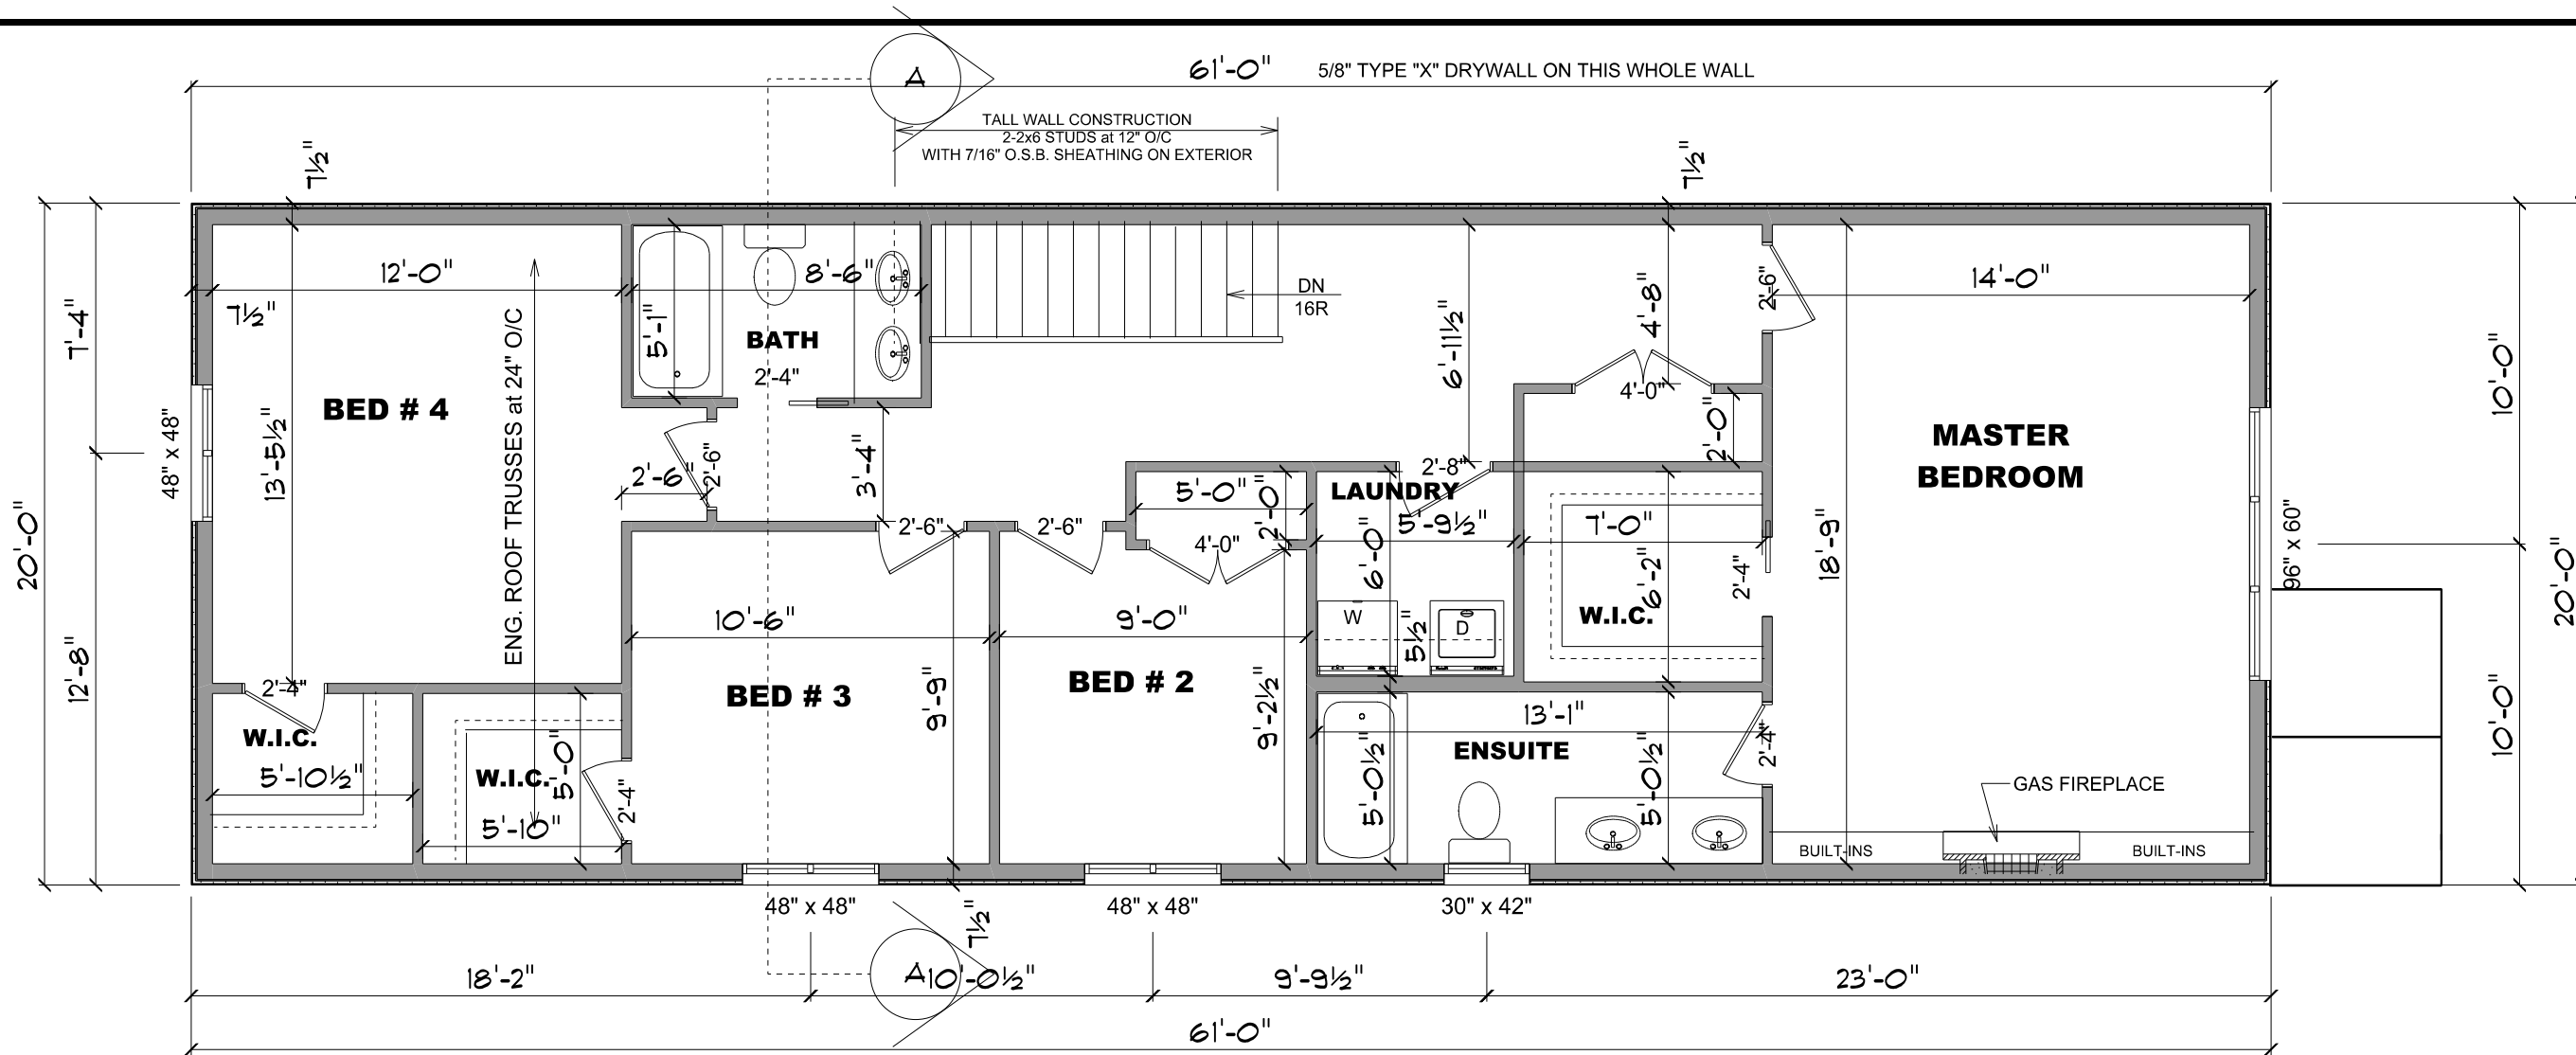 A
61'-0"
5/8" TYPE "X" DRYWALL ON THIS WHOLE WALL
TALL WALL CONSTRUCTION
2-2x6 STUDS at 12" O/C
WITH 7/16" O.S.B. SHEATHING ON EXTERIOR
7½"
7½"
12'-0"
8'-6"
14'-0"
7½"
DN
16R
2'-6"
4'-8"
7'-4"
5'-1"
BATH
2'-4"
6'-11½"
10'-0"
4'-0"
BED # 4
ENG. ROOF TRUSSES at 24" O/C
48" x 48"
13'-5½"
2'-6"
2'-6"
3'-4"
2'-0"
MASTER
BEDROOM
2'-8"
5'-0"
2'-0"
LAUNDRY
5'-9½"
7'-0"
18'-9"
96" x 60"
20'-0"
2'-6"
2'-6"
4'-0"
6'-0"
6'-2"
2'-4"
20'-0"
10'-6"
9'-0"
W
D
5½"
W.I.C.
12'-8"
2'-4"
BED # 3
BED # 2
9'-9"
9'-2½"
13'-1"
10'-0"
W.I.C.
ENSUITE
2'-4"
5'-10½"
W.I.C.
5'-0"
2'-4"
5'-0½"
5'-0½"
GAS FIREPLACE
5'-10"
BUILT-INS
BUILT-INS
48" x 48"
7½"
48" x 48"
30" x 42"
18'-2"
A
10'-0½"
9'-9½"
23'-0"
61'-0"